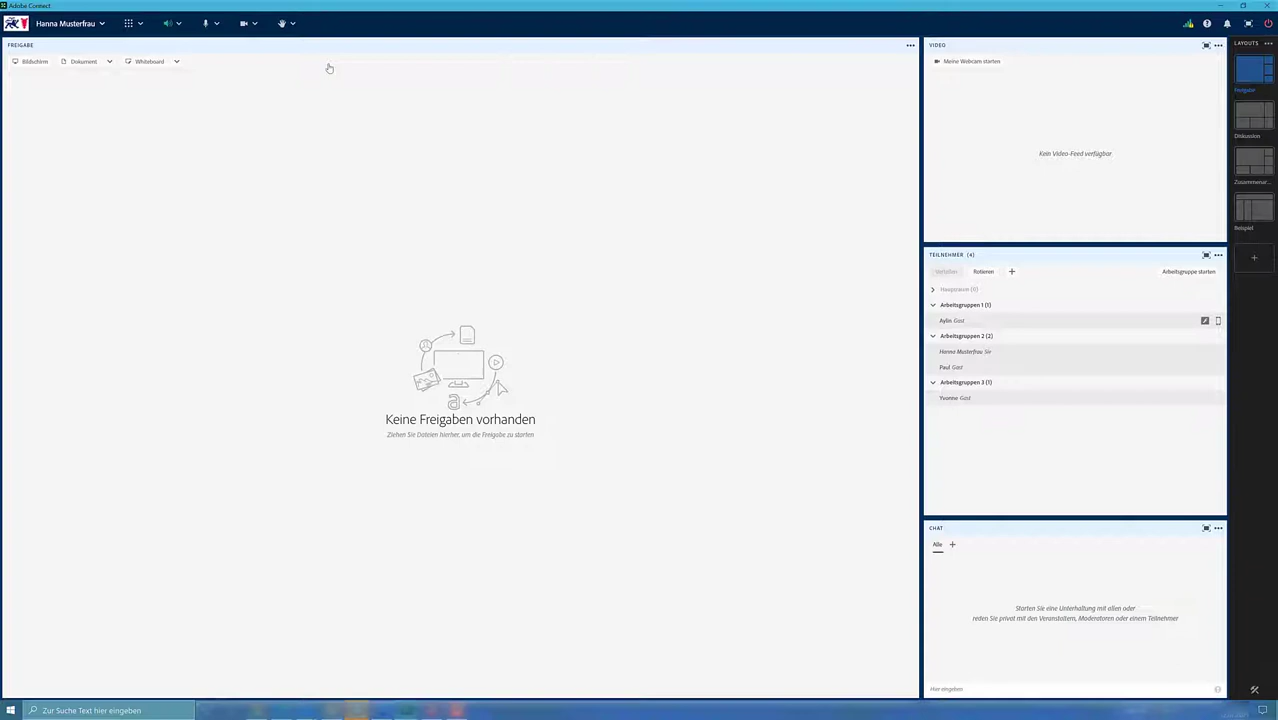 Adobe Connect
Hanna Musterfrau
FREIGABE
Bildschirm
Dokument
Whiteboard
Keine Freigaben vorhanden
Ziehen Sie Dateien hierher, um die Freigabe zu starten
VIDEO
Meine Webcam starten
Kein Video-Feed verfügbar
TEILNEHMER (4)
Verteilen
Rotieren
Arbeitsgruppe starten
Hauptraum (0)
Arbeitsgruppen 1 (1)
Aylin Gast
Arbeitsgruppen 2 (2)
Hanna Musterfrau Sie
Paul Gast
Arbeitsgruppen 3 (1)
Yvonne Gast
CHAT
Alle
Starten Sie eine Unterhaltung mit allen oder
reden Sie privat mit den Veranstaltern, Moderatoren oder einem Teilnehmer
Hier eingeben
LAYOUTS
Freigabe
Diskussion
Zusammenar...
Beispiel
Zur Suche Text hier eingeben